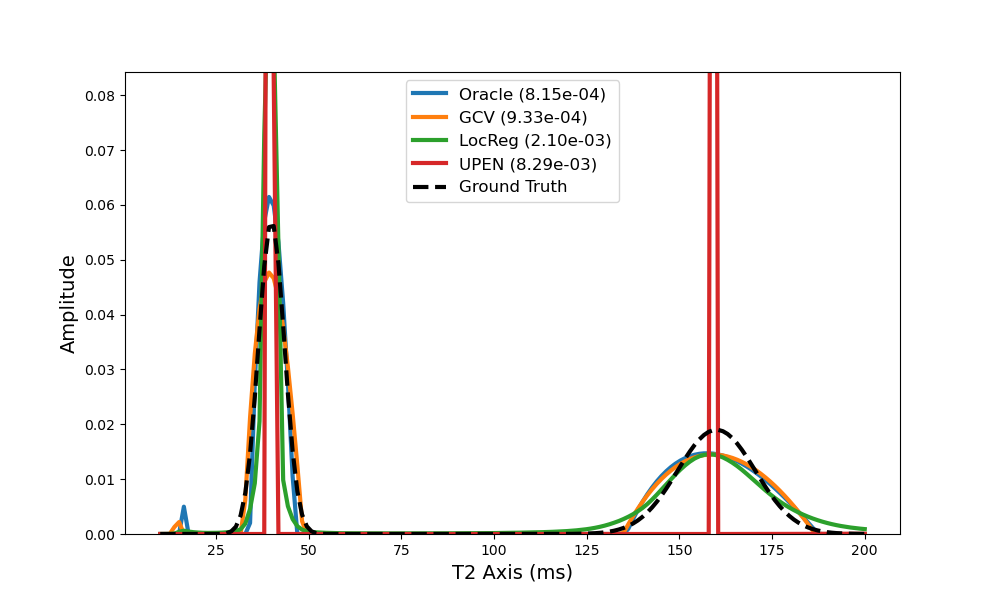 Oracle (8.15e-04)
GCV (9.33e-04)
LocReg (2.10e-03)
UPEN (8.29e-03)
Ground Truth
Amplitude
0.08
0.07
0.06
0.05
0.04
0.03
0.02
0.01
0.00
25 50 75 100 125 150 175 200
T2 Axis (ms)